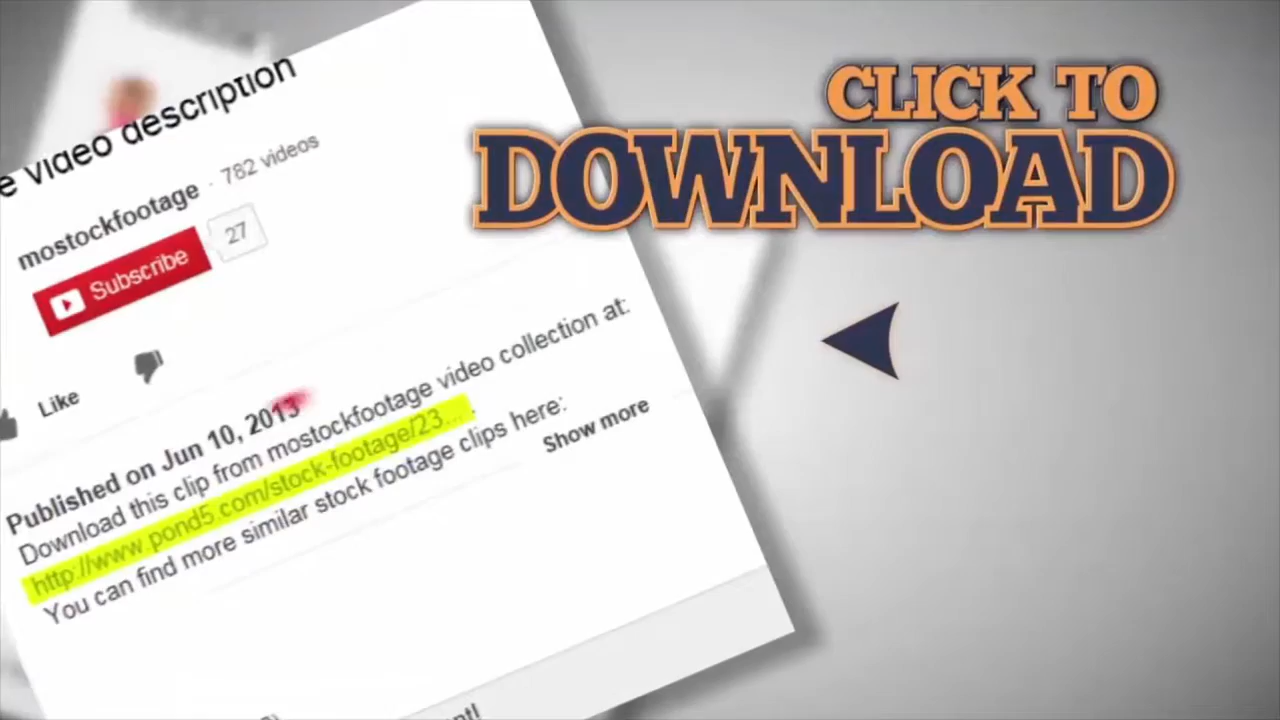 CLICK TO
DOWNLOAD
e video description
mostockfootage · 782 videos
Subscribe
27
Like
Published on Jun 10, 2013
Download this clip from mostockfootage video collection at:
http://www.pond5.com/stock-footage/23... .
You can find more similar stock footage clips here:
Show more